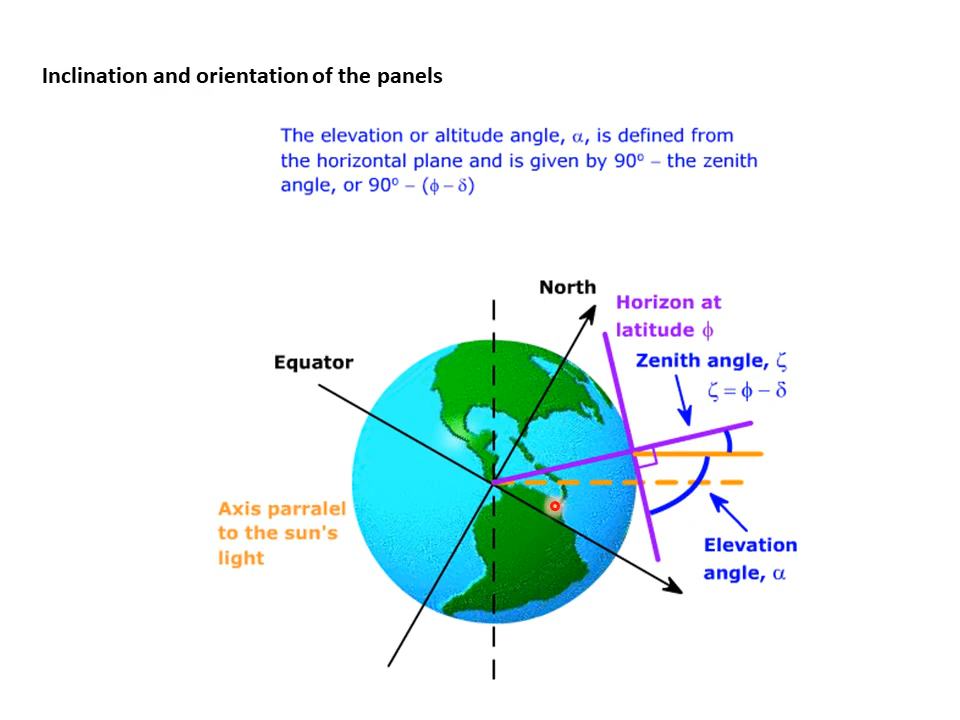 Inclination and orientation of the panels
The elevation or altitude angle, α, is defined from
the horizontal plane and is given by 90º – the zenith
angle, or 90º – (ϕ – δ)
North
Horizon at
latitude ϕ
Equator
Zenith angle, ζ
ζ = ϕ – δ
Axis parralel
to the sun's
light
Elevation
angle, α